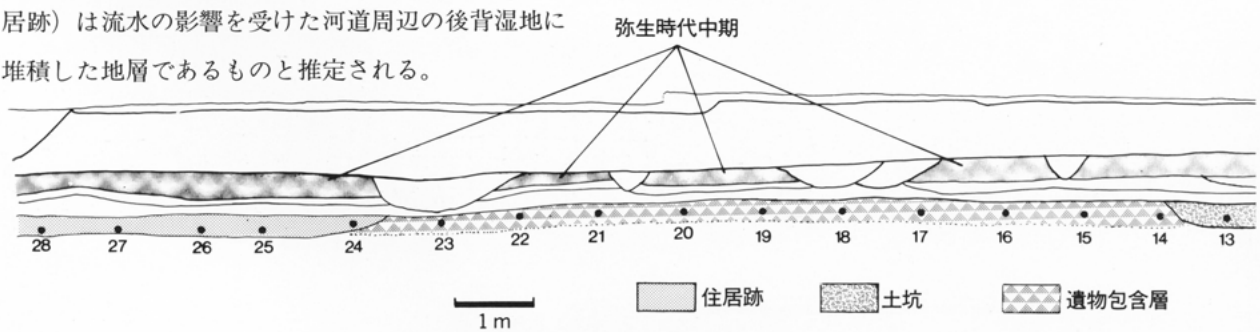 居跡）は流水の影響を受けた河道周辺の後背湿地に
堆積した地層であるものと推定される。
弥生時代中期
28 27 26 25 24 23 22 21 20 19 18 17 16 15 14 13
1m
住居跡 土坑 遺物包含層